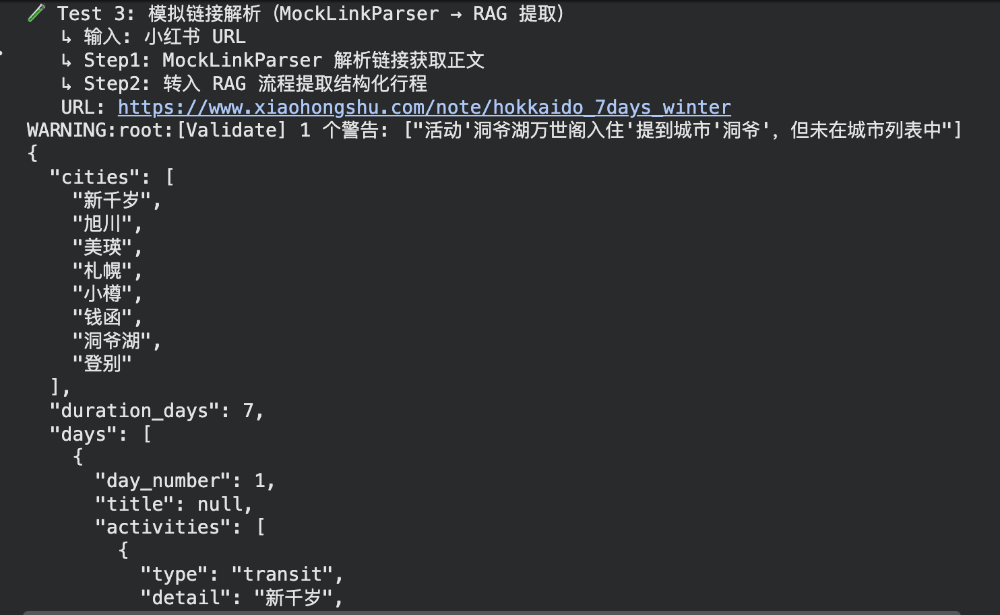 🧪 Test 3: 模拟链接解析（MockLinkParser → RAG 提取）
↳ 输入: 小红书 URL
↳ Step1: MockLinkParser 解析链接获取正文
↳ Step2: 转入 RAG 流程提取结构化行程
URL: https://www.xiaohongshu.com/note/hokkaido_7days_winter
WARNING:root:[Validate] 1 个警告: ["活动'洞爷湖万世阁入住'提到城市'洞爷'，但未在城市列表中"]
{
"cities": [
"新千岁",
"旭川",
"美瑛",
"札幌",
"小樽",
"钱函",
"洞爷湖",
"登别"
],
"duration_days": 7,
"days": [
{
"day_number": 1,
"title": null,
"activities": [
{
"type": "transit",
"detail": "新千岁",